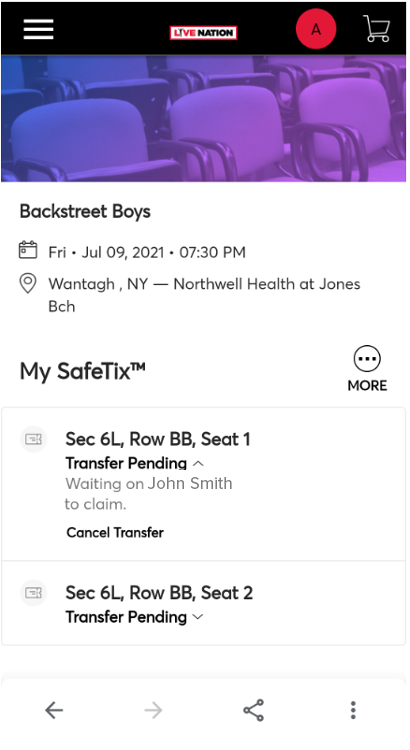 LIVE NATION
A
Backstreet Boys
Fri • Jul 09, 2021 • 07:30 PM
Wantagh , NY — Northwell Health at Jones
Bch
My SafeTix™
MORE
Sec 6L, Row BB, Seat 1
Transfer Pending
Waiting on John Smith
to claim.
Cancel Transfer
Sec 6L, Row BB, Seat 2
Transfer Pending